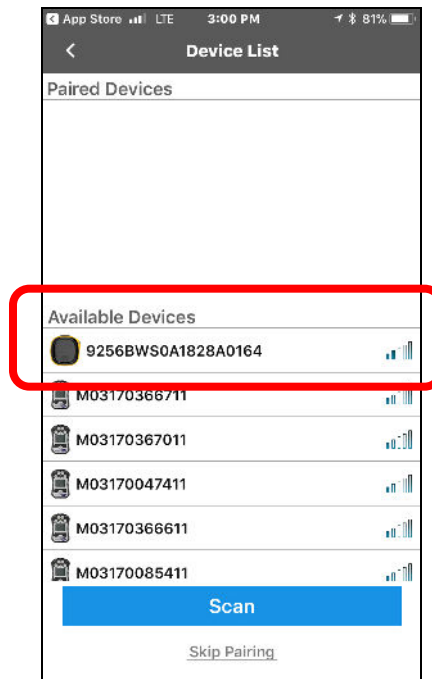 App Store LTE 3:00 PM 81%
Device List
Paired Devices
Available Devices
9256BWS0A1828A0164
M03170366711
M03170367011
M03170047411
M03170366611
M03170085411
Scan
Skip Pairing